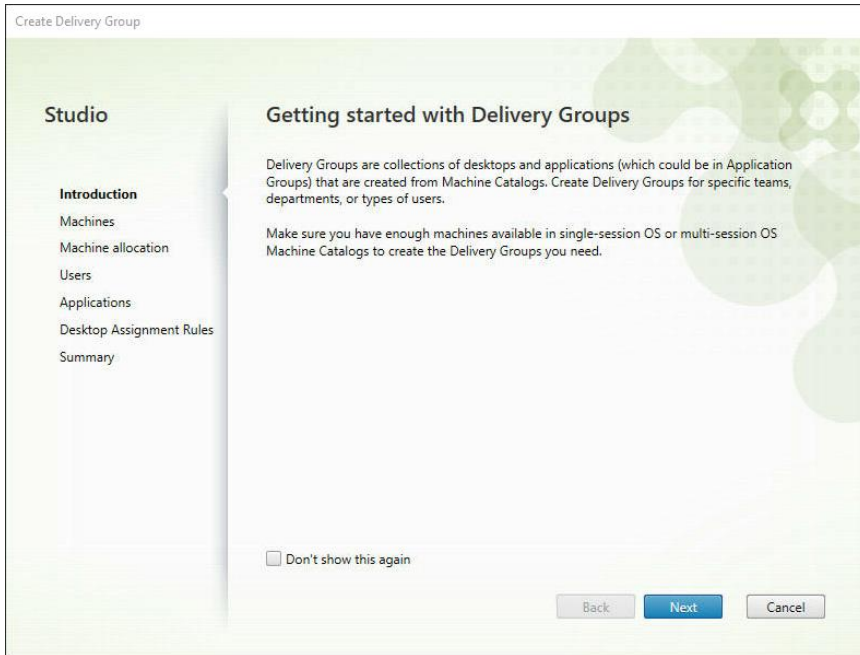 Create Delivery Group
Studio
Introduction
Machines
Machine allocation
Users
Applications
Desktop Assignment Rules
Summary
Getting started with Delivery Groups
Delivery Groups are collections of desktops and applications (which could be in Application
Groups) that are created from Machine Catalogs. Create Delivery Groups for specific teams,
departments, or types of users.
Make sure you have enough machines available in single-session OS or multi-session OS
Machine Catalogs to create the Delivery Groups you need.
Don't show this again
Back
Next
Cancel